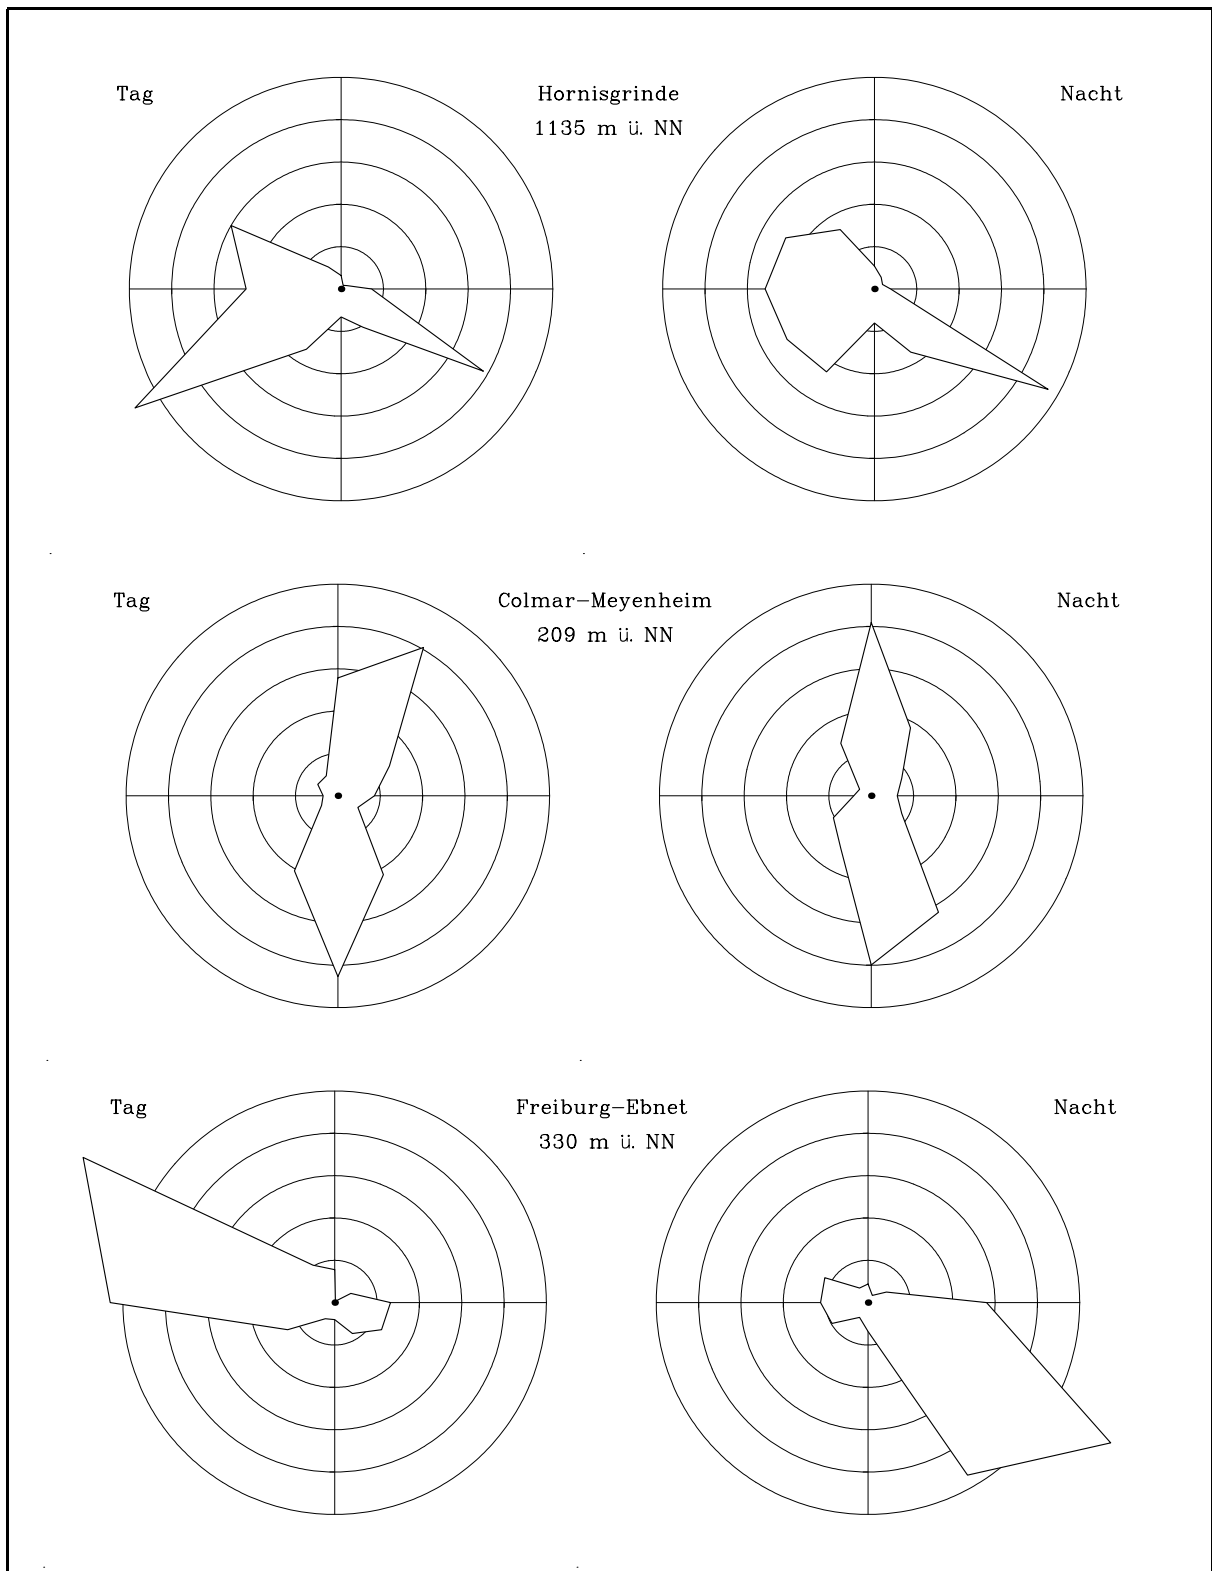 Tag Hornisgrinde Nacht
1135 m ü. NN
Tag Colmar-Meyenheim Nacht
209 m ü. NN
Tag Freiburg-Ebnet Nacht
330 m ü. NN